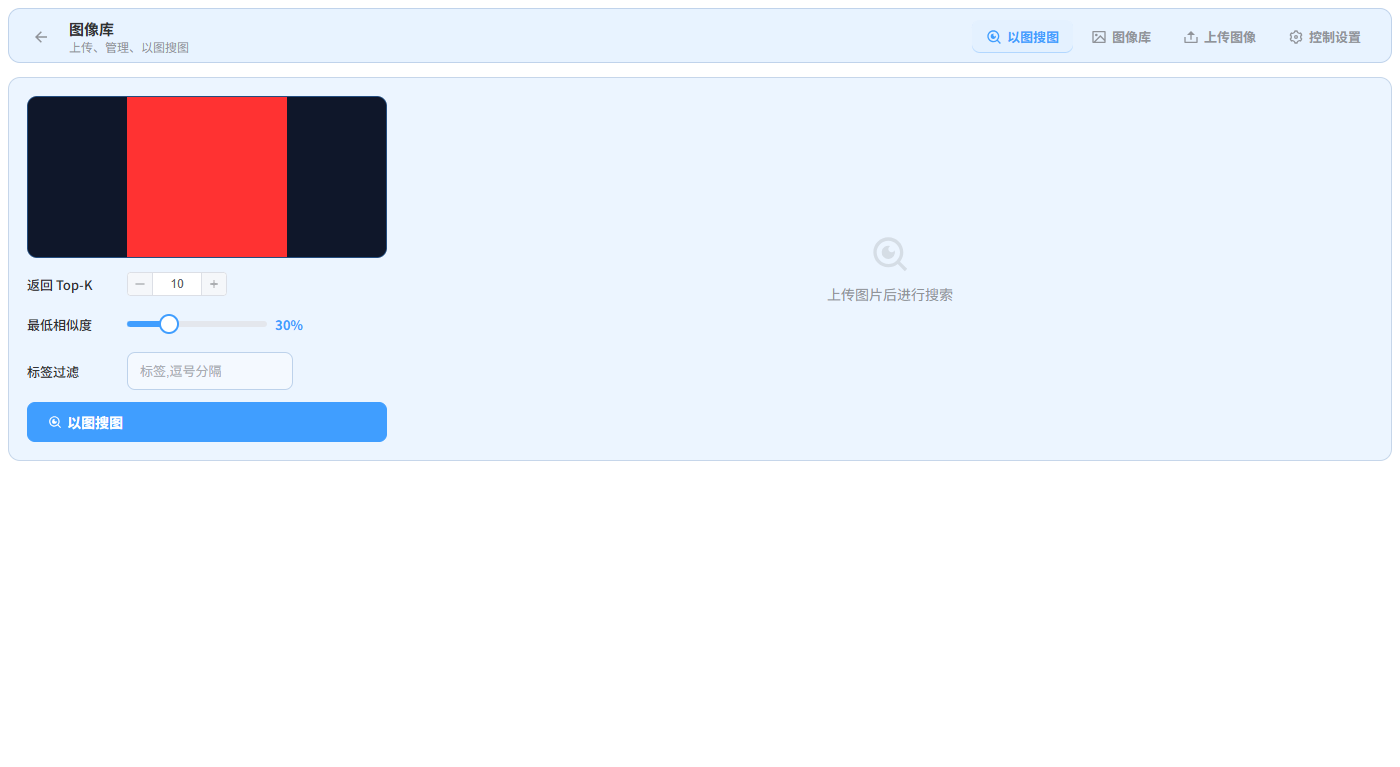 图像库
上传、管理、以图搜图
以图搜图
图像库
上传图像
控制设置
返回 Top-K
10
最低相似度
30%
标签过滤
标签,逗号分隔
以图搜图
上传图片后进行搜索